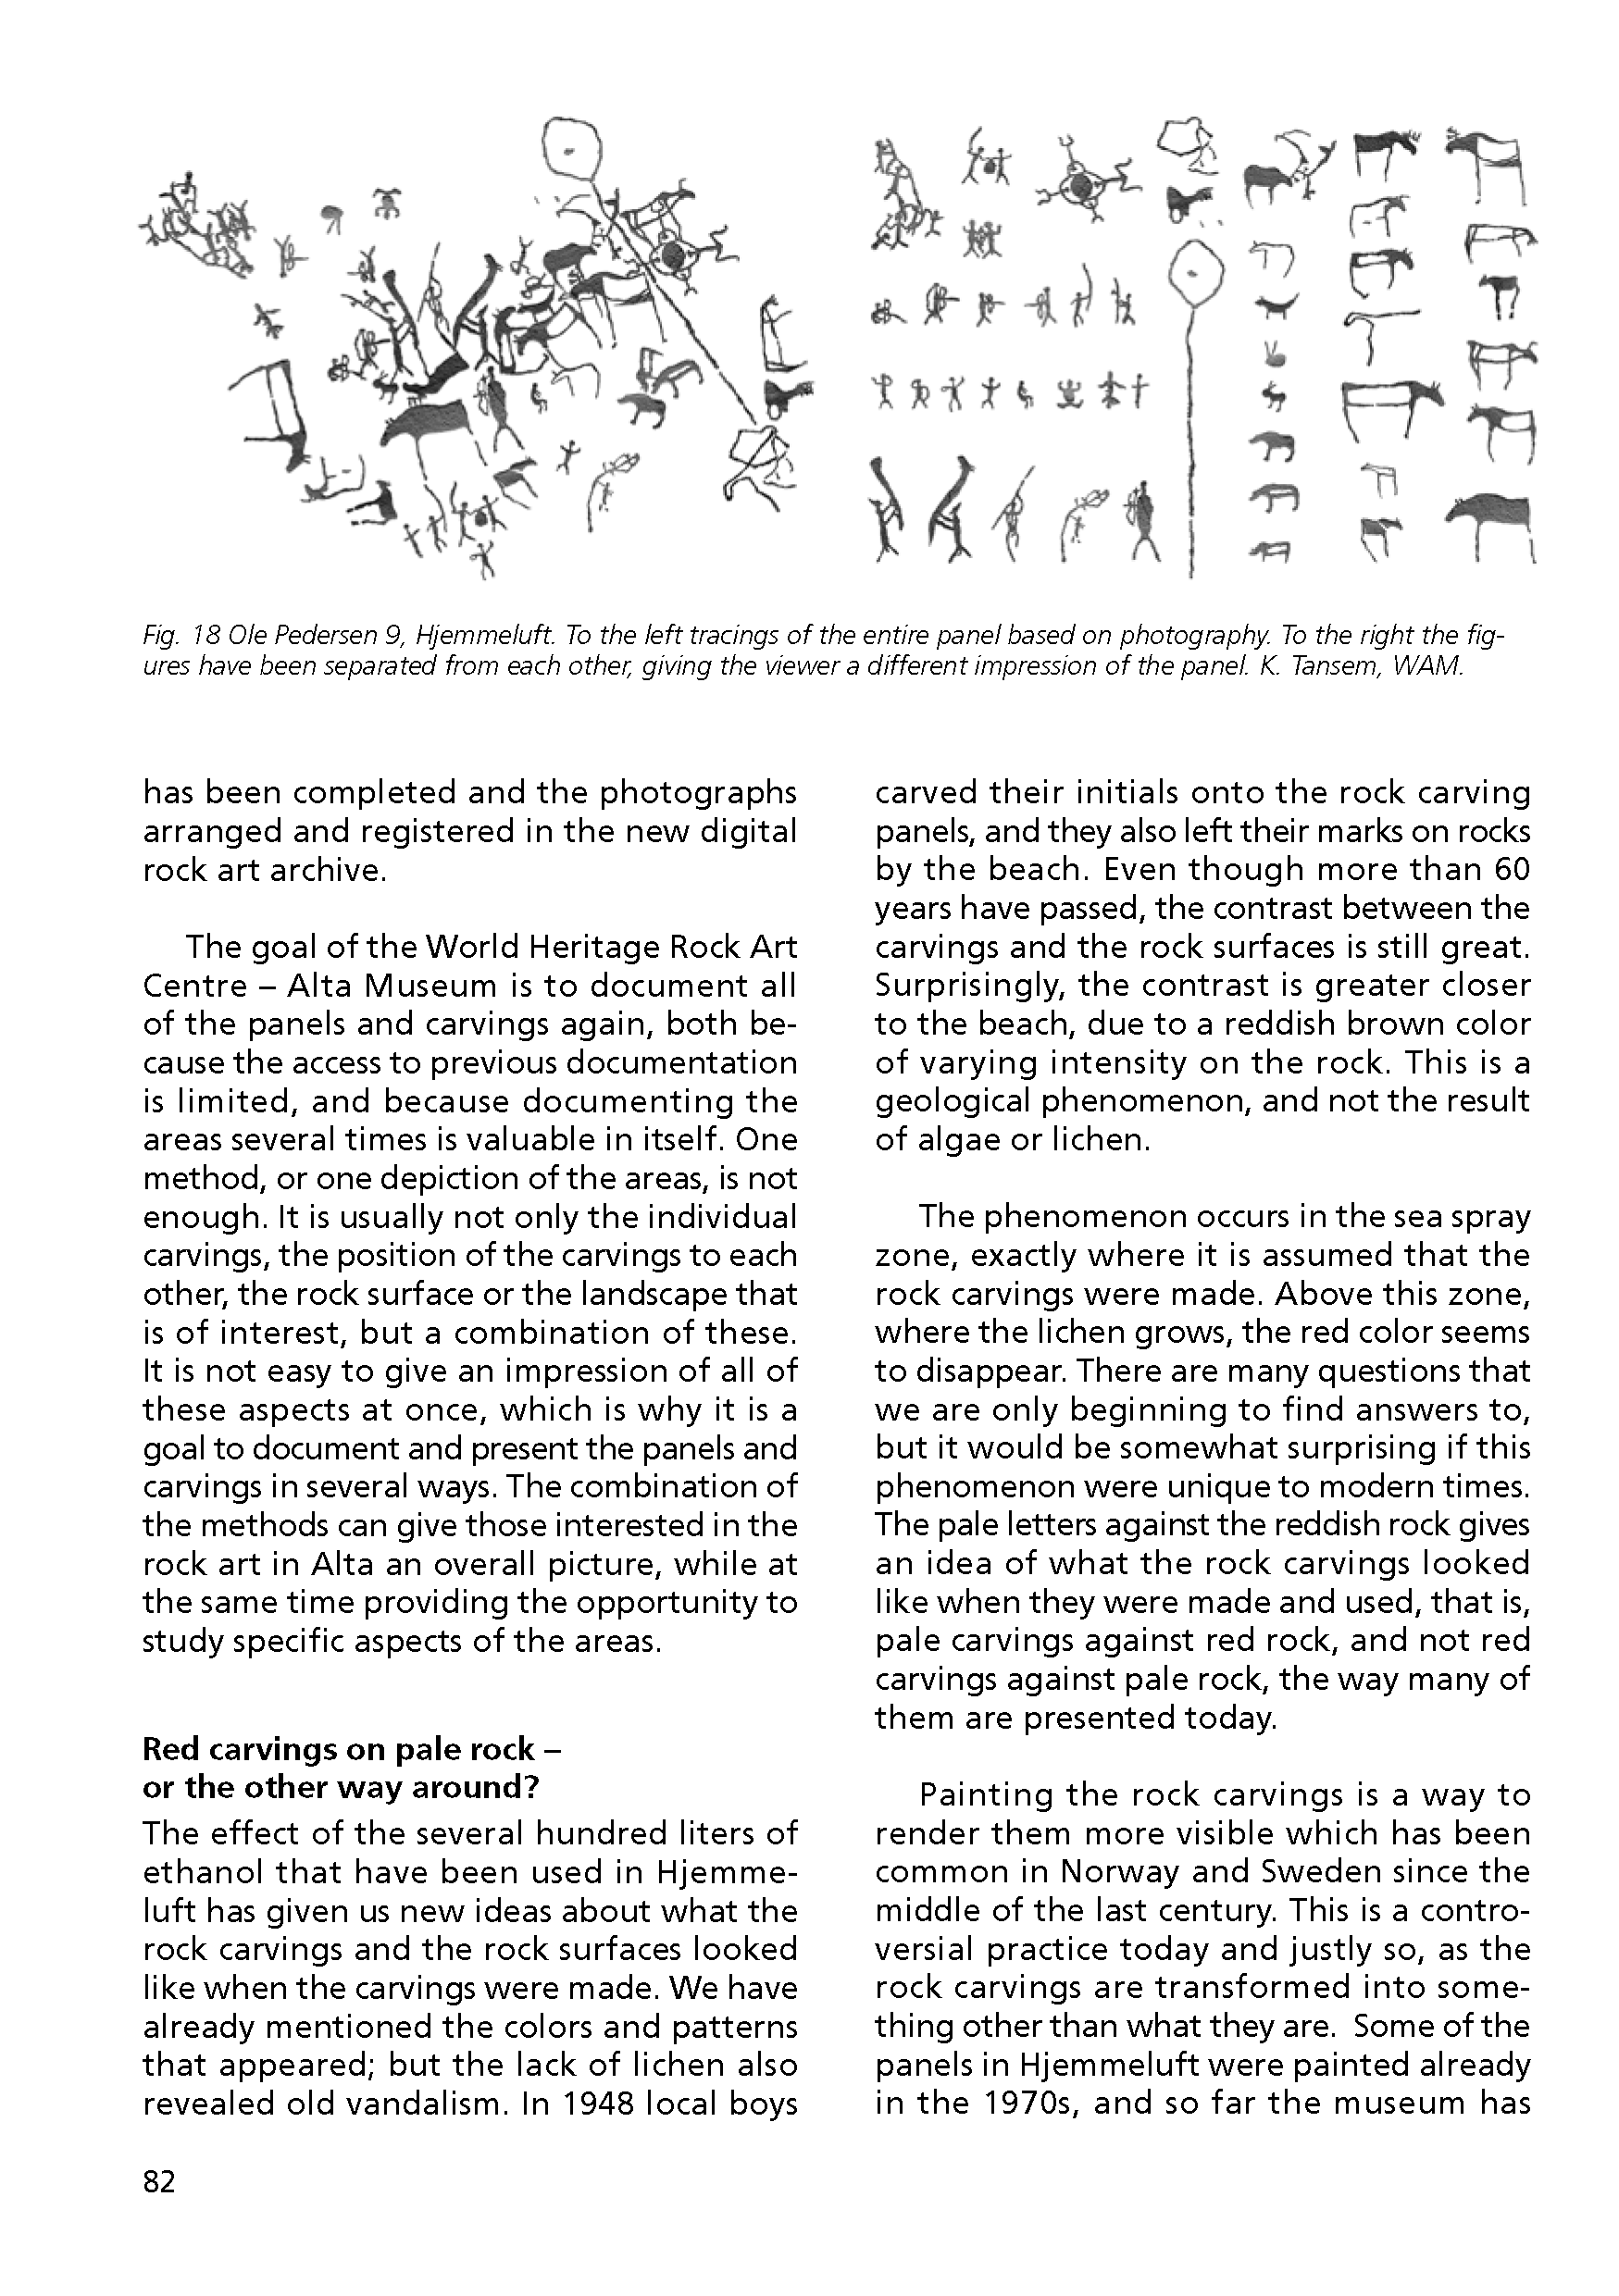 Fig. 18 Ole Pedersen 9, Hjemmeluft. To the left tracings of the entire panel based on photography. To the right the fig-
ures have been separated from each other, giving the viewer a different impression of the panel. K. Tansem, WAM.
has been completed and the photographs
arranged and registered in the new digital
rock art archive.
The goal of the World Heritage Rock Art
Centre – Alta Museum is to document all
of the panels and carvings again, both be-
cause the access to previous documentation
is limited, and because documenting the
areas several times is valuable in itself. One
method, or one depiction of the areas, is not
enough. It is usually not only the individual
carvings, the position of the carvings to each
other, the rock surface or the landscape that
is of interest, but a combination of these.
It is not easy to give an impression of all of
these aspects at once, which is why it is a
goal to document and present the panels and
carvings in several ways. The combination of
the methods can give those interested in the
rock art in Alta an overall picture, while at
the same time providing the opportunity to
study specific aspects of the areas.
Red carvings on pale rock –
or the other way around?
The effect of the several hundred liters of
ethanol that have been used in Hjemme-
luft has given us new ideas about what the
rock carvings and the rock surfaces looked
like when the carvings were made. We have
already mentioned the colors and patterns
that appeared; but the lack of lichen also
revealed old vandalism. In 1948 local boys
carved their initials onto the rock carving
panels, and they also left their marks on rocks
by the beach. Even though more than 60
years have passed, the contrast between the
carvings and the rock surfaces is still great.
Surprisingly, the contrast is greater closer
to the beach, due to a reddish brown color
of varying intensity on the rock. This is a
geological phenomenon, and not the result
of algae or lichen.
The phenomenon occurs in the sea spray
zone, exactly where it is assumed that the
rock carvings were made. Above this zone,
where the lichen grows, the red color seems
to disappear. There are many questions that
we are only beginning to find answers to,
but it would be somewhat surprising if this
phenomenon were unique to modern times.
The pale letters against the reddish rock gives
an idea of what the rock carvings looked
like when they were made and used, that is,
pale carvings against red rock, and not red
carvings against pale rock, the way many of
them are presented today.
Painting the rock carvings is a way to
render them more visible which has been
common in Norway and Sweden since the
middle of the last century. This is a contro-
versial practice today and justly so, as the
rock carvings are transformed into some-
thing other than what they are. Some of the
panels in Hjemmeluft were painted already
in the 1970s, and so far the museum has
82